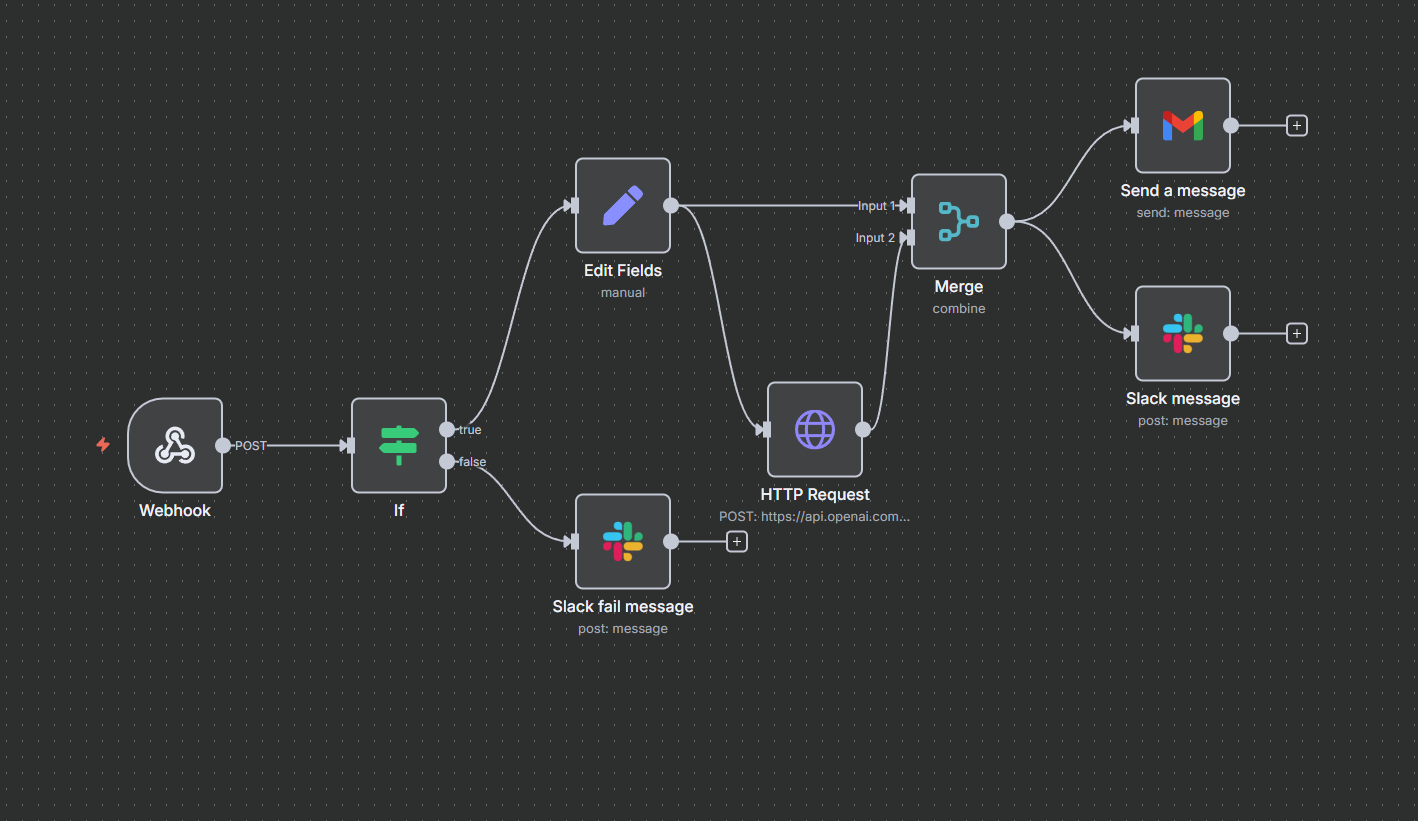 Send a message
send: message
Edit Fields
manual
Input 1
Input 2
Merge
combine
Slack message
post: message
POST
Webhook
true
false
If
HTTP Request
POST: https://api.openai.com...
Slack fail message
post: message